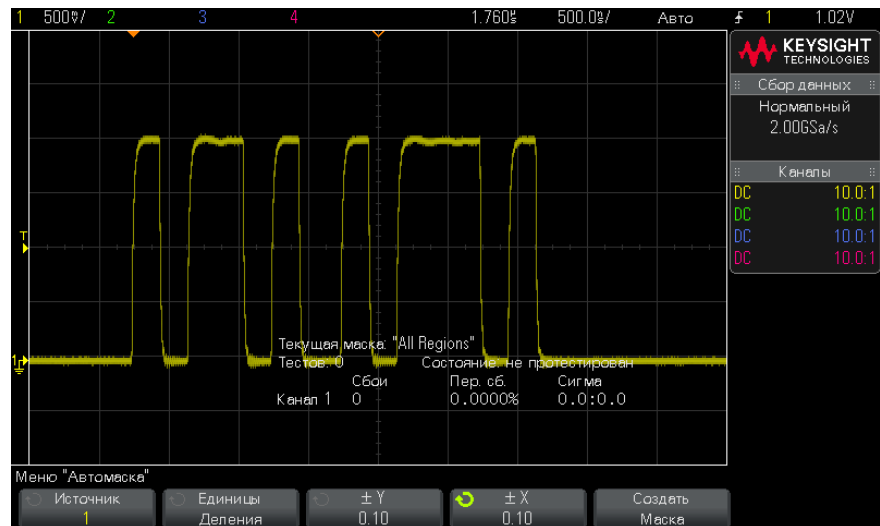 1 500♥/ 2 3 4 1.760s 500.0s/ Авто 1 1.02V
KEYSIGHT
TECHNOLOGIES
Сбор данных
Нормальный
2.00GSa/s
Каналы
DC 10.0:1
DC 10.0:1
DC 10.0:1
DC 10.0:1
T
1
Текущая маска: "All Regions"
Тестов: 0 Состояние: не протестирован
Сбои Пер. сб. Сигма
Канал 1 0 0.0000% 0.0:0.0
Меню "Автомаска"
Источник Единицы ± Y ± X Создать
1 Деления 0.10 0.10 Маска